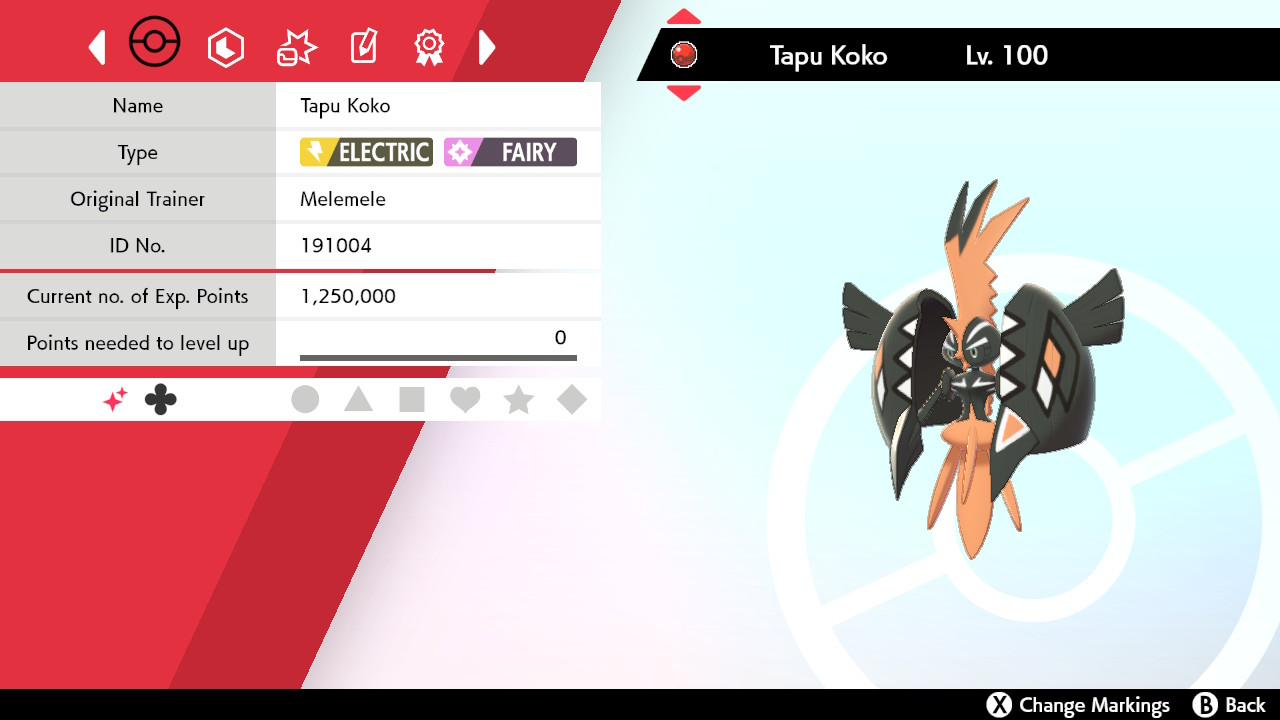 Tapu Koko Lv. 100
Name Tapu Koko
Type ELECTRIC FAIRY
Original Trainer Melemele
ID No. 191004
Current no. of Exp. Points 1,250,000
Points needed to level up 0
X Change Markings B Back